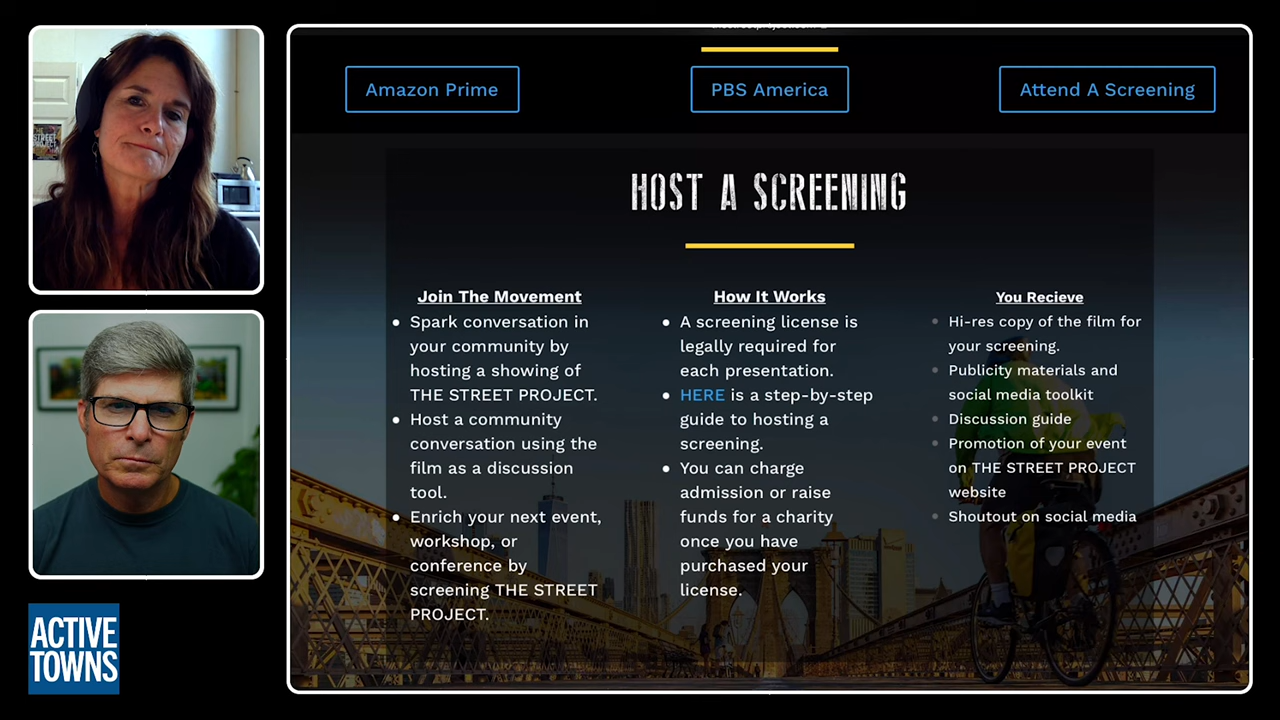 Amazon Prime
PBS America
Attend A Screening
HOST A SCREENING
Join The Movement
Spark conversation in
your community by
hosting a showing of
THE STREET PROJECT.
Host a community
conversation using the
film as a discussion
tool.
Enrich your next event,
workshop, or
conference by
screening THE STREET
PROJECT.
How It Works
A screening license is
legally required for
each presentation.
HERE is a step-by-step
guide to hosting a
screening.
You can charge
admission or raise
funds for a charity
once you have
purchased your
license.
You Recieve
Hi-res copy of the film for
your screening.
Publicity materials and
social media toolkit
Discussion guide
Promotion of your event
on THE STREET PROJECT
website
Shoutout on social media
THE
STREET
PROJECT
ACTIVE
TOWNS